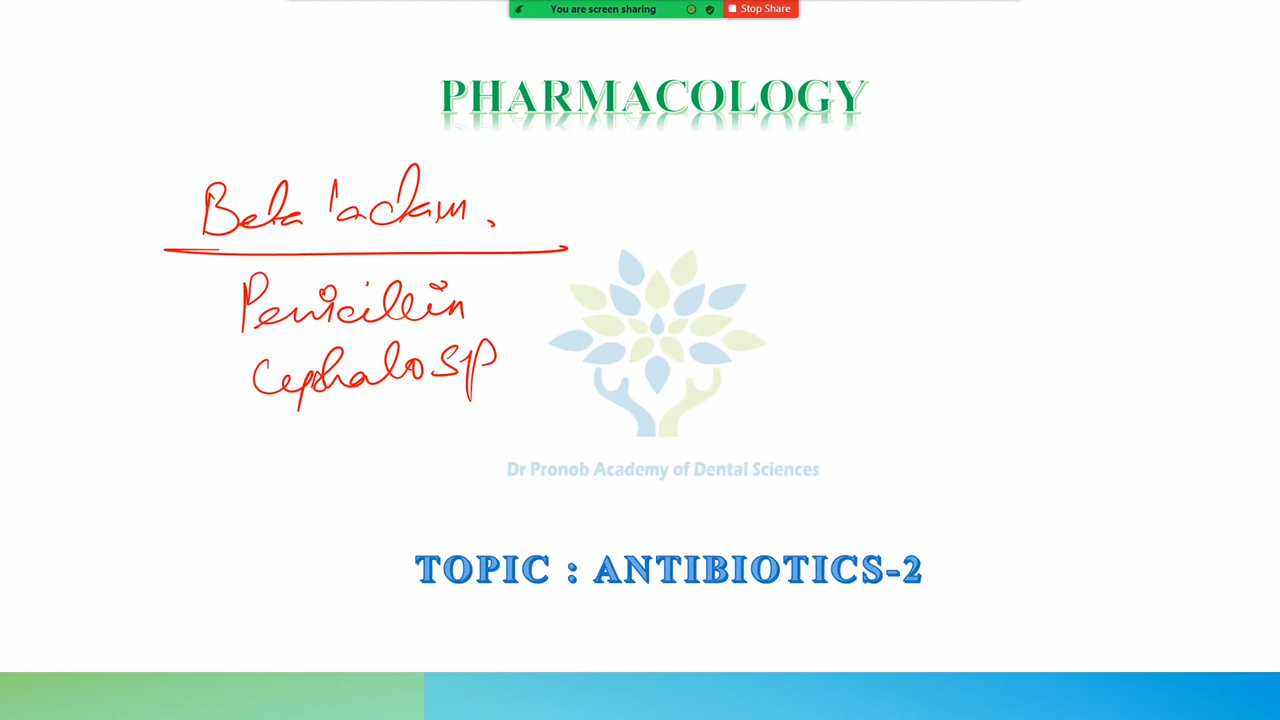 You are screen sharing
Stop Share
PHARMACOLOGY
Beta lactam.
Penicillin
Cephalosp
Dr Pronob Academy of Dental Sciences
TOPIC : ANTIBIOTICS-2